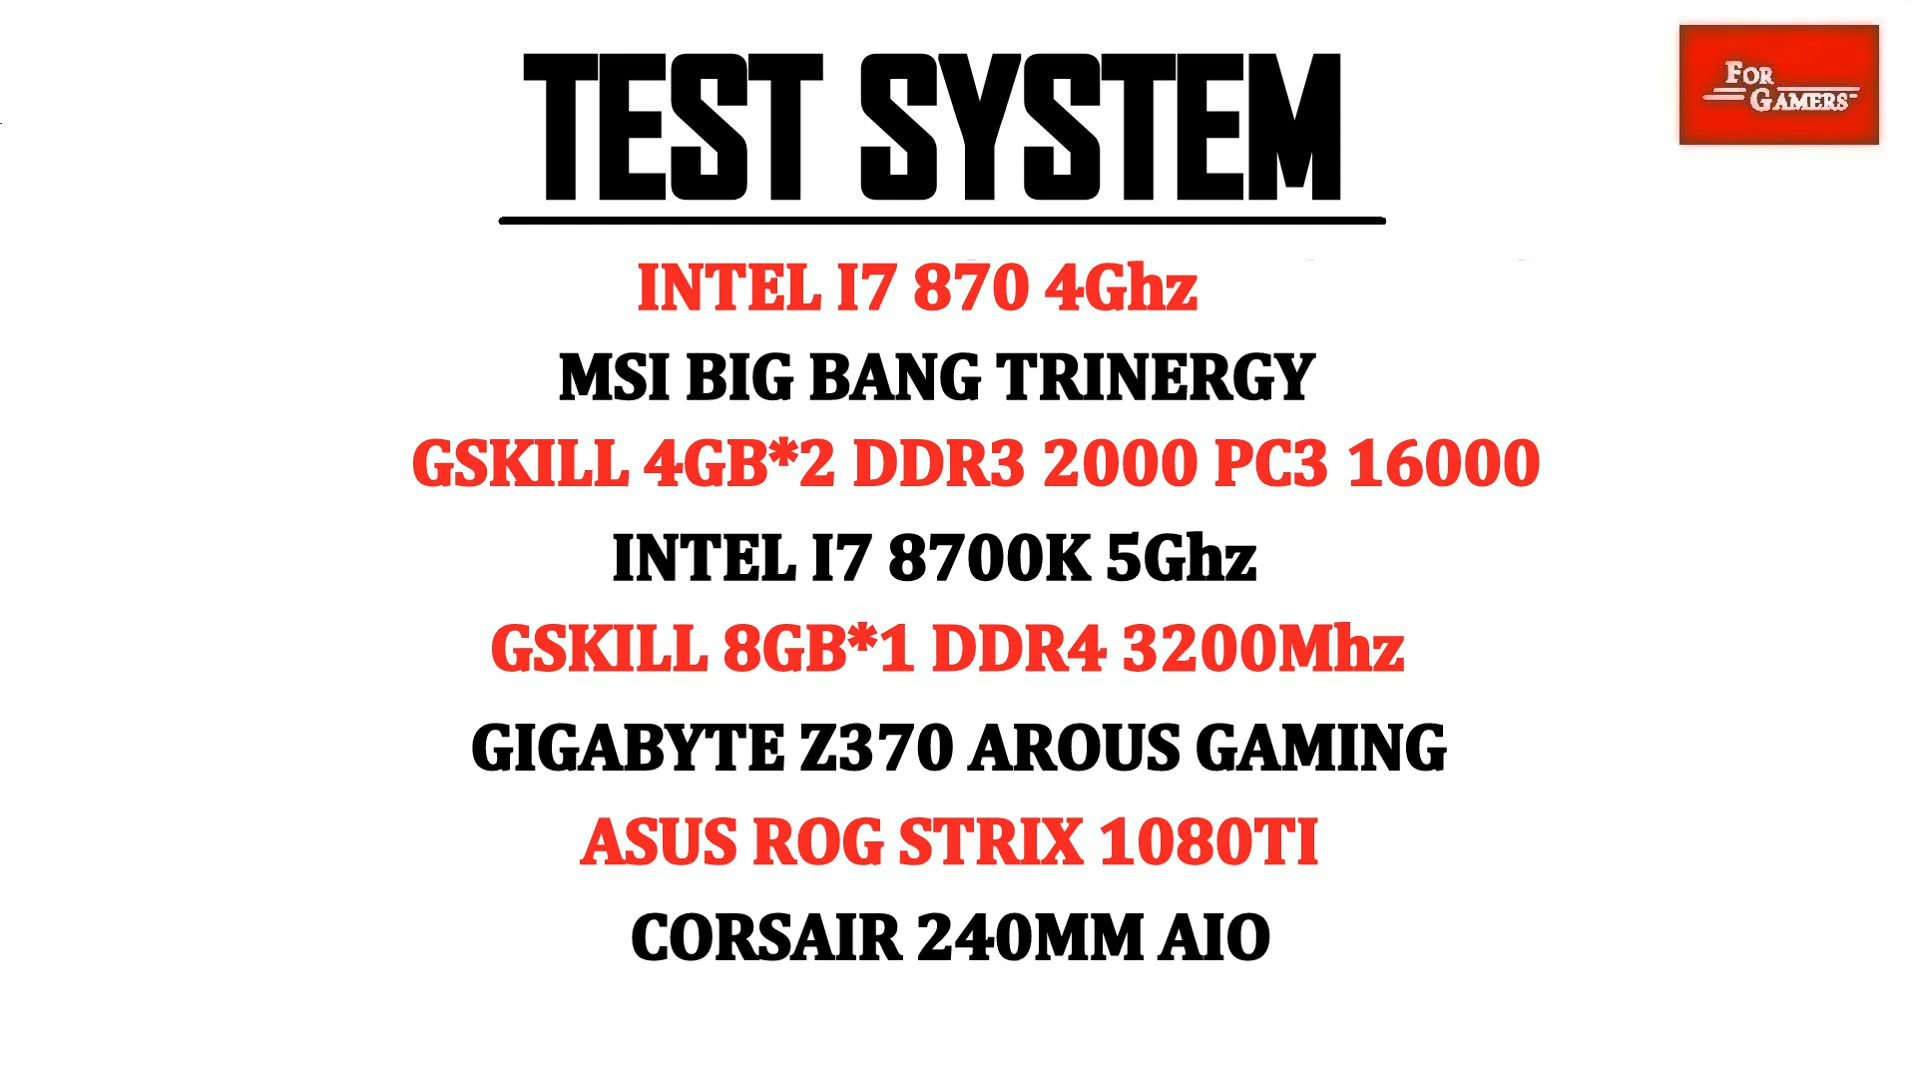 TEST SYSTEM
FOR
GAMERS
INTEL I7 870 4Ghz
MSI BIG BANG TRINERGY
GSKILL 4GB*2 DDR3 2000 PC3 16000
INTEL I7 8700K 5Ghz
GSKILL 8GB*1 DDR4 3200Mhz
GIGABYTE Z370 AROUS GAMING
ASUS ROG STRIX 1080TI
CORSAIR 240MM AIO